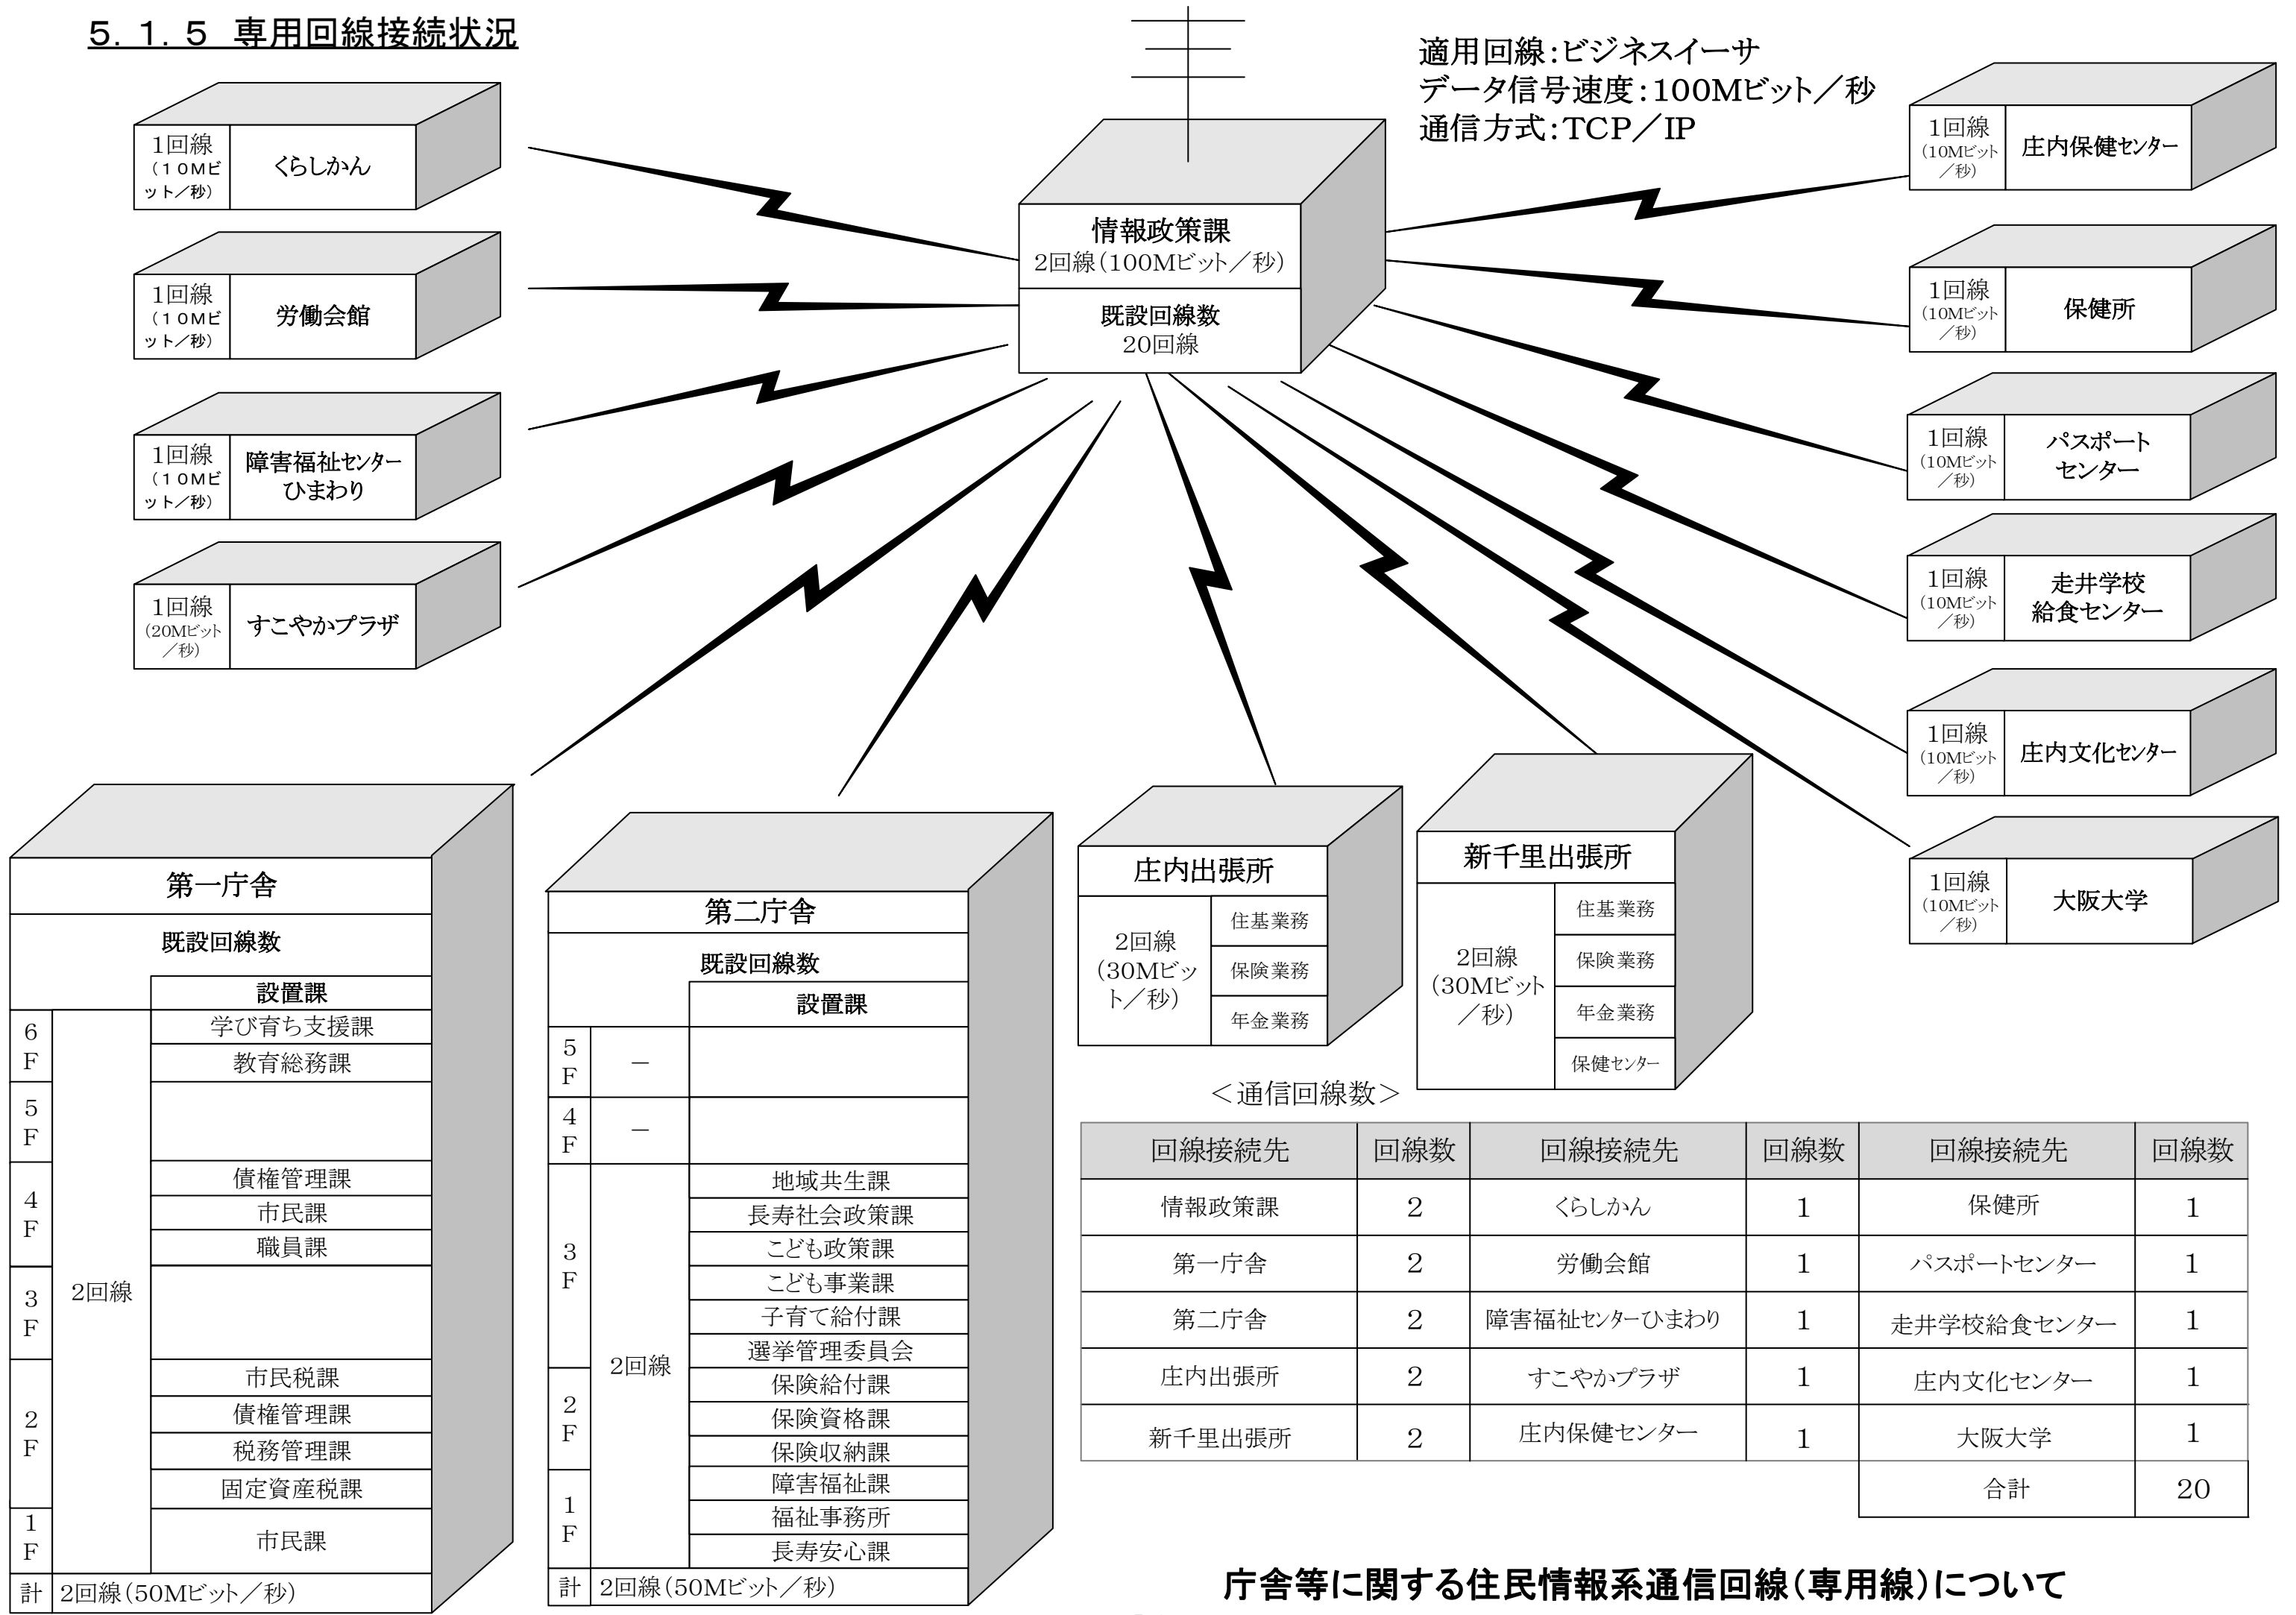 ５．１．５　専用回線接続状況
適用回線：ビジネスイーサ
データ信号速度：100Mビット／秒
通信方式：TCP／IP
1回線
（１０Mビ
ット／秒）
くらしかん
1回線
（１０Mビ
ット／秒）
労働会館
1回線
（１０Mビ
ット／秒）
障害福祉センター
ひまわり
1回線
（20Mビット
／秒）
すこやかプラザ
情報政策課
2回線（100Mビット／秒）
既設回線数
20回線
1回線
（10Mビット
／秒）
庄内保健センター
1回線
（10Mビット
／秒）
保健所
1回線
（10Mビット
／秒）
パスポート
センター
1回線
（10Mビット
／秒）
走井学校
給食センター
1回線
（10Mビット
／秒）
庄内文化センター
1回線
（10Mビット
／秒）
大阪大学
第一庁舎
既設回線数
設置課
6
F
学び育ち支援課
教育総務課
5
F
4
F
債権管理課
市民課
職員課
3
F
2回線
2
F
市民税課
債権管理課
税務管理課
固定資産税課
1
F
市民課
計 2回線（50Mビット／秒）
第二庁舎
既設回線数
設置課
5
F
－
4
F
－
3
F
地域共生課
長寿社会政策課
こども政策課
こども事業課
子育て給付課
選挙管理委員会
2回線
2
F
保険給付課
保険資格課
保険収納課
1
F
障害福祉課
福祉事務所
長寿安心課
計 2回線（50Mビット／秒）
庄内出張所
2回線
（30Mビッ
ト／秒）
住基業務
保険業務
年金業務
新千里出張所
2回線
（30Mビット
／秒）
住基業務
保険業務
年金業務
保健センター
＜通信回線数＞
回線接続先 回線数 回線接続先 回線数 回線接続先 回線数
情報政策課 2 くらしかん 1 保健所 1
第一庁舎 2 労働会館 1 パスポートセンター 1
第二庁舎 2 障害福祉センターひまわり 1 走井学校給食センター 1
庄内出張所 2 すこやかプラザ 1 庄内文化センター 1
新千里出張所 2 庄内保健センター 1 大阪大学 1
合計 20
庁舎等に関する住民情報系通信回線（専用線）について